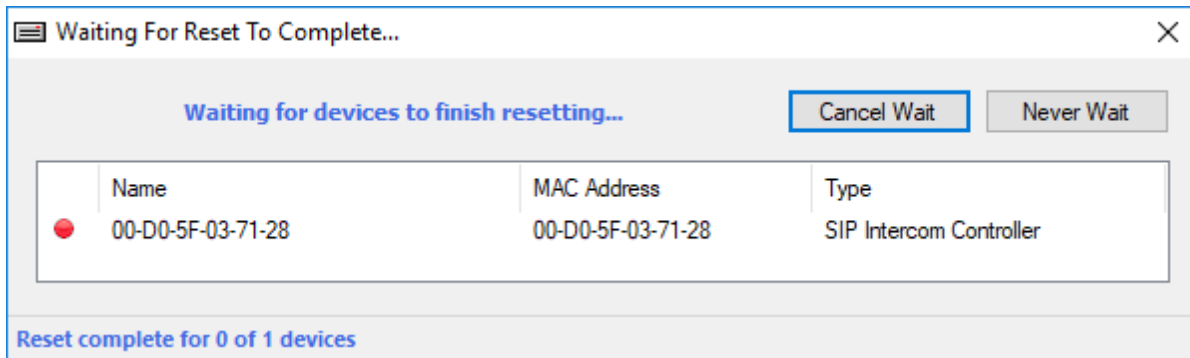 Waiting For Reset To Complete...
Waiting for devices to finish resetting...
Cancel Wait
Never Wait
Name MAC Address Type
00-D0-5F-03-71-28 00-D0-5F-03-71-28 SIP Intercom Controller
Reset complete for 0 of 1 devices